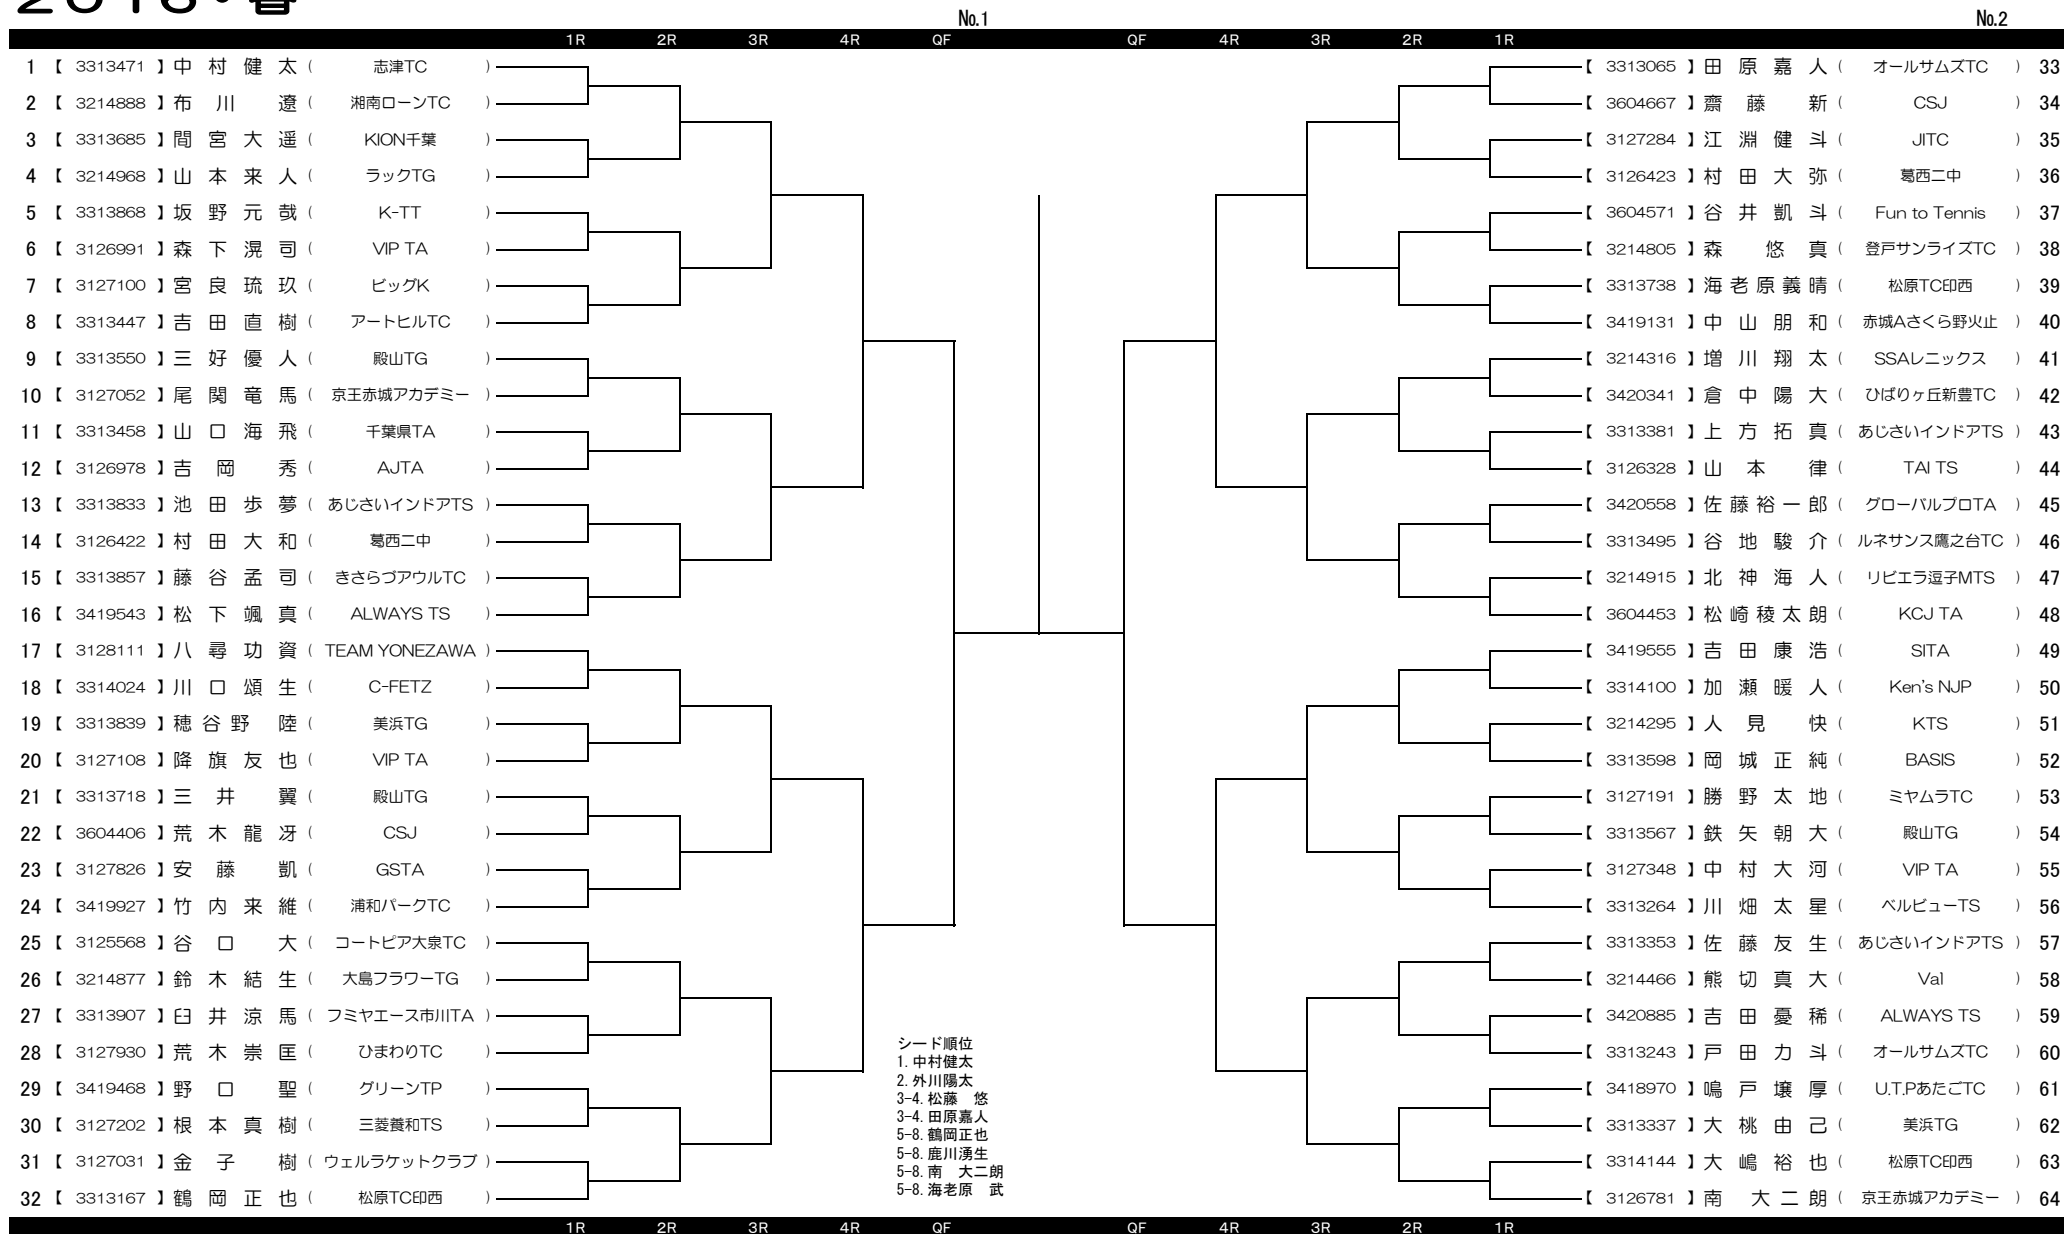 2018・春
No.1
No.2
1R 2R 3R 4R QF QF 4R 3R 2R 1R
1 【 3313471 】 中村健太 ( 志津TC )
2 【 3214888 】 布川 遼 ( 湘南ローンTC )
3 【 3313685 】 間宮大遥 ( KION千葉 )
4 【 3214968 】 山本来人 ( ラックTG )
5 【 3313868 】 坂野元哉 ( K-TT )
6 【 3126991 】 森下滉司 ( VIP TA )
7 【 3127100 】 宮良琉玖 ( ビッグK )
8 【 3313447 】 吉田直樹 ( アートヒルTC )
9 【 3313550 】 三好優人 ( 殿山TG )
10 【 3127052 】 尾関竜馬 ( 京王赤城アカデミー )
11 【 3313458 】 山口海飛 ( 千葉県TA )
12 【 3126978 】 吉岡 秀 ( AJTA )
13 【 3313833 】 池田歩夢 ( あじさいインドアTS )
14 【 3126422 】 村田大和 ( 葛西二中 )
15 【 3313857 】 藤谷孟司 ( きさらづアウルTC )
16 【 3419543 】 松下颯真 ( ALWAYS TS )
17 【 3128111 】 八尋功資 ( TEAM YONEZAWA )
18 【 3314024 】 川口頌生 ( C-FETZ )
19 【 3313839 】 穂谷野 陸 ( 美浜TG )
20 【 3127108 】 降旗友也 ( VIP TA )
21 【 3313718 】 三井 翼 ( 殿山TG )
22 【 3604406 】 荒木龍冴 ( CSJ )
23 【 3127826 】 安藤 凱 ( GSTA )
24 【 3419927 】 竹内来維 ( 浦和パークTC )
25 【 3125568 】 谷口 大 ( コートピア大泉TC )
26 【 3214877 】 鈴木結生 ( 大島フラワーTG )
27 【 3313907 】 臼井涼馬 ( フミヤエース市川TA )
28 【 3127930 】 荒木崇匡 ( ひまわりTC )
29 【 3419468 】 野口 聖 ( グリーンTP )
30 【 3127202 】 根本真樹 ( 三菱養和TS )
31 【 3127031 】 金子 樹 ( ウェルラケットクラブ )
32 【 3313167 】 鶴岡正也 ( 松原TC印西 )
シード順位
1. 中村健太
2. 外川陽太
3-4. 松藤 悠
3-4. 田原嘉人
5-8. 鶴岡正也
5-8. 鹿川湧生
5-8. 南 大二朗
5-8. 海老原 武
【 3313065 】 田原嘉人 ( オールサムズTC ) 33
【 3604667 】 齋藤 新 ( CSJ ) 34
【 3127284 】 江淵健斗 ( JITC ) 35
【 3126423 】 村田大弥 ( 葛西二中 ) 36
【 3604571 】 谷井凱斗 ( Fun to Tennis ) 37
【 3214805 】 森 悠真 ( 登戸サンライズTC ) 38
【 3313738 】 海老原義晴 ( 松原TC印西 ) 39
【 3419131 】 中山朋和 ( 赤城Aさくら野火止 ) 40
【 3214316 】 増川翔太 ( SSAレニックス ) 41
【 3420341 】 倉中陽大 ( ひばりヶ丘新豊TC ) 42
【 3313381 】 上方拓真 ( あじさいインドアTS ) 43
【 3126328 】 山本 律 ( TAI TS ) 44
【 3420558 】 佐藤裕一郎 ( グローバルプロTA ) 45
【 3313495 】 谷地駿介 ( ルネサンス鷹之台TC ) 46
【 3214915 】 北神海人 ( リビエラ逗子MTS ) 47
【 3604453 】 松崎稜太朗 ( KCJ TA ) 48
【 3419555 】 吉田康浩 ( SITA ) 49
【 3314100 】 加瀬暖人 ( Ken's NJP ) 50
【 3214295 】 人見 快 ( KTS ) 51
【 3313598 】 岡城正純 ( BASIS ) 52
【 3127191 】 勝野太地 ( ミヤムラTC ) 53
【 3313567 】 鉄矢朝大 ( 殿山TG ) 54
【 3127348 】 中村大河 ( VIP TA ) 55
【 3313264 】 川畑太星 ( ベルビューTS ) 56
【 3313353 】 佐藤友生 ( あじさいインドアTS ) 57
【 3214466 】 熊切真大 ( Val ) 58
【 3420885 】 吉田憂稀 ( ALWAYS TS ) 59
【 3313243 】 戸田力斗 ( オールサムズTC ) 60
【 3418970 】 鳴戸壌厚 ( U.T.PあたごTC ) 61
【 3313337 】 大桃由己 ( 美浜TG ) 62
【 3314144 】 大嶋裕也 ( 松原TC印西 ) 63
【 3126781 】 南 大二朗 ( 京王赤城アカデミー ) 64
1R 2R 3R 4R QF QF 4R 3R 2R 1R